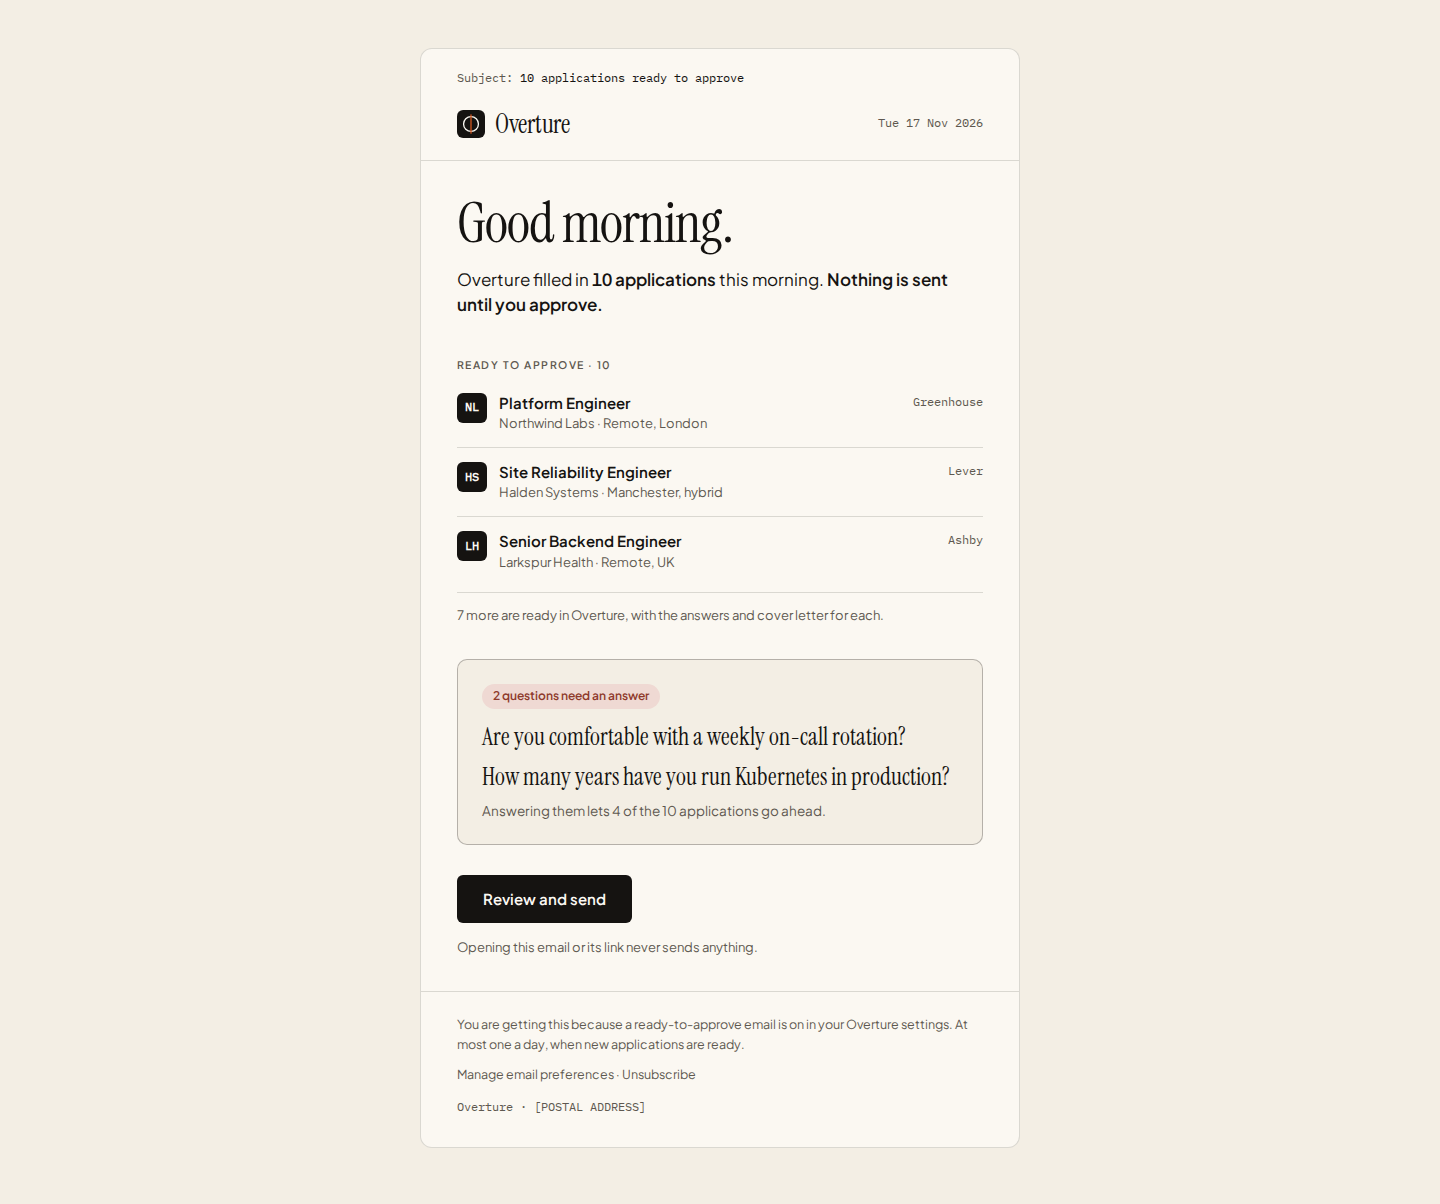 Subject: 10 applications ready to approve
Overture
Tue 17 Nov 2026
Good morning.
Overture filled in 10 applications this morning. Nothing is sent
until you approve.
READY TO APPROVE · 10
NL
Platform Engineer
Greenhouse
Northwind Labs · Remote, London
HS
Site Reliability Engineer
Lever
Halden Systems · Manchester, hybrid
LH
Senior Backend Engineer
Ashby
Larkspur Health · Remote, UK
7 more are ready in Overture, with the answers and cover letter for each.
2 questions need an answer
Are you comfortable with a weekly on-call rotation?
How many years have you run Kubernetes in production?
Answering them lets 4 of the 10 applications go ahead.
Review and send
Opening this email or its link never sends anything.
You are getting this because a ready-to-approve email is on in your Overture settings. At
most one a day, when new applications are ready.
Manage email preferences · Unsubscribe
Overture · [POSTAL ADDRESS]